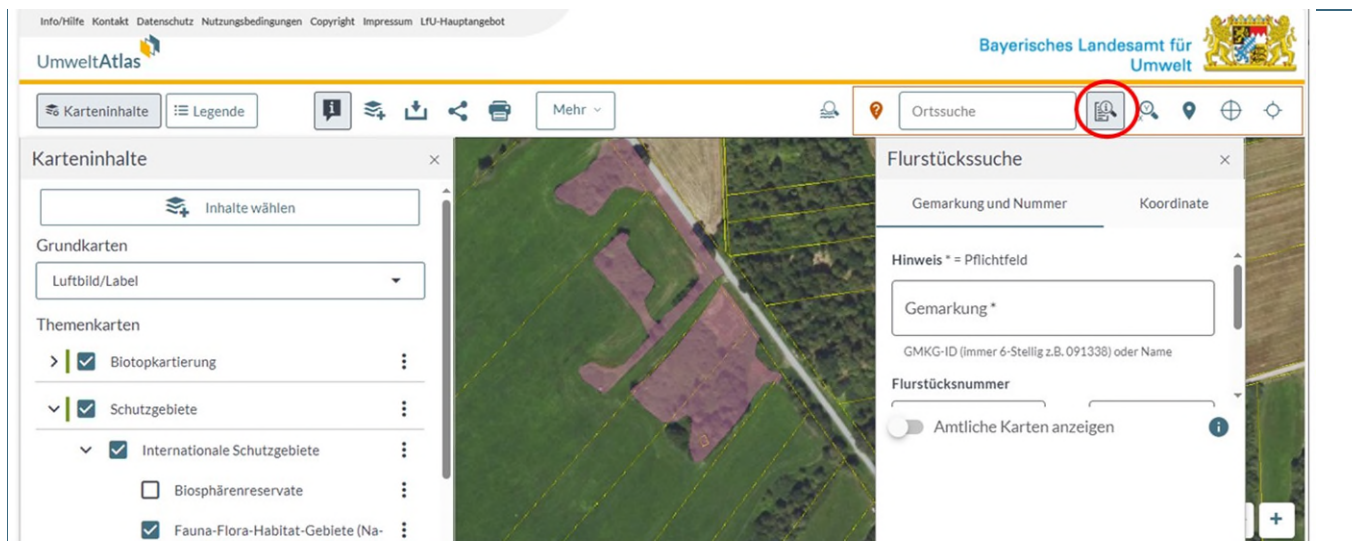 Info/Hilfe Kontakt Datenschutz Nutzungsbedingungen Copyright Impressum LfU-Hauptangebot
UmweltAtlas
Bayerisches Landesamt für
Umwelt
Karteninhalte
Legende
Mehr
Ortssuche
Karteninhalte
Inhalte wählen
Grundkarten
Luftbild/Label
Themenkarten
Biotopkartierung
Schutzgebiete
Internationale Schutzgebiete
Biosphärenreservate
Fauna-Flora-Habitat-Gebiete (Na-
Flurstückssuche
Gemarkung und Nummer
Koordinate
Hinweis * = Pflichtfeld
Gemarkung *
GMKG-ID (immer 6-Stellig z.B. 091338) oder Name
Flurstücksnummer
Amtliche Karten anzeigen